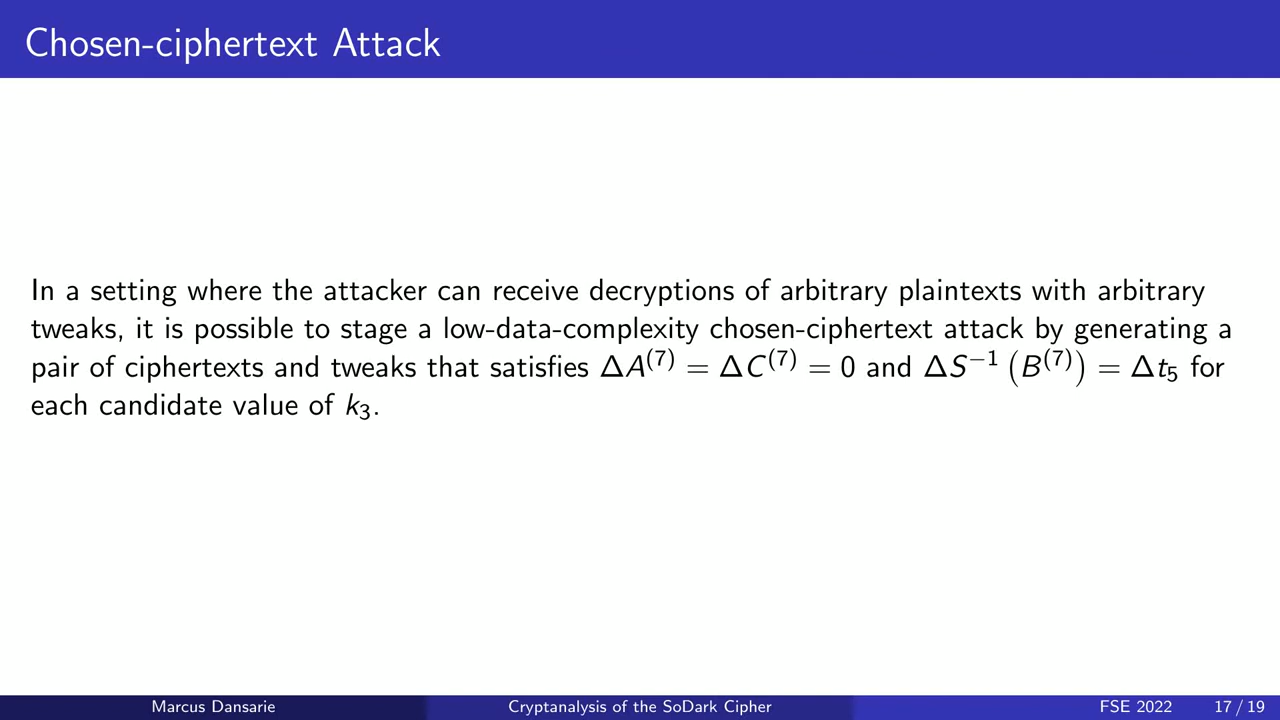 Chosen-ciphertext Attack
In a setting where the attacker can receive decryptions of arbitrary plaintexts with arbitrary
tweaks, it is possible to stage a low-data-complexity chosen-ciphertext attack by generating a
pair of ciphertexts and tweaks that satisfies ΔA⁽⁷⁾ = ΔC⁽⁷⁾ = 0 and ΔS⁻¹ (B⁽⁷⁾) = Δt₅ for
each candidate value of k₃.
Marcus Dansarie Cryptanalysis of the SoDark Cipher FSE 2022 17 / 19